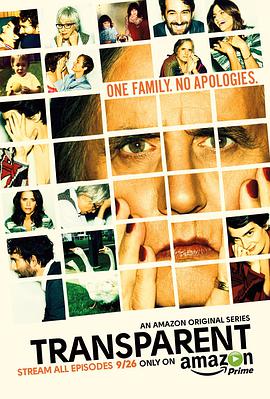 ONE FAMILY. NO APOLOGIES.
AN AMAZON ORIGINAL SERIES
TRANSPARENT
STREAM ALL EPISODES 9/26 ONLY ON amazon Prime